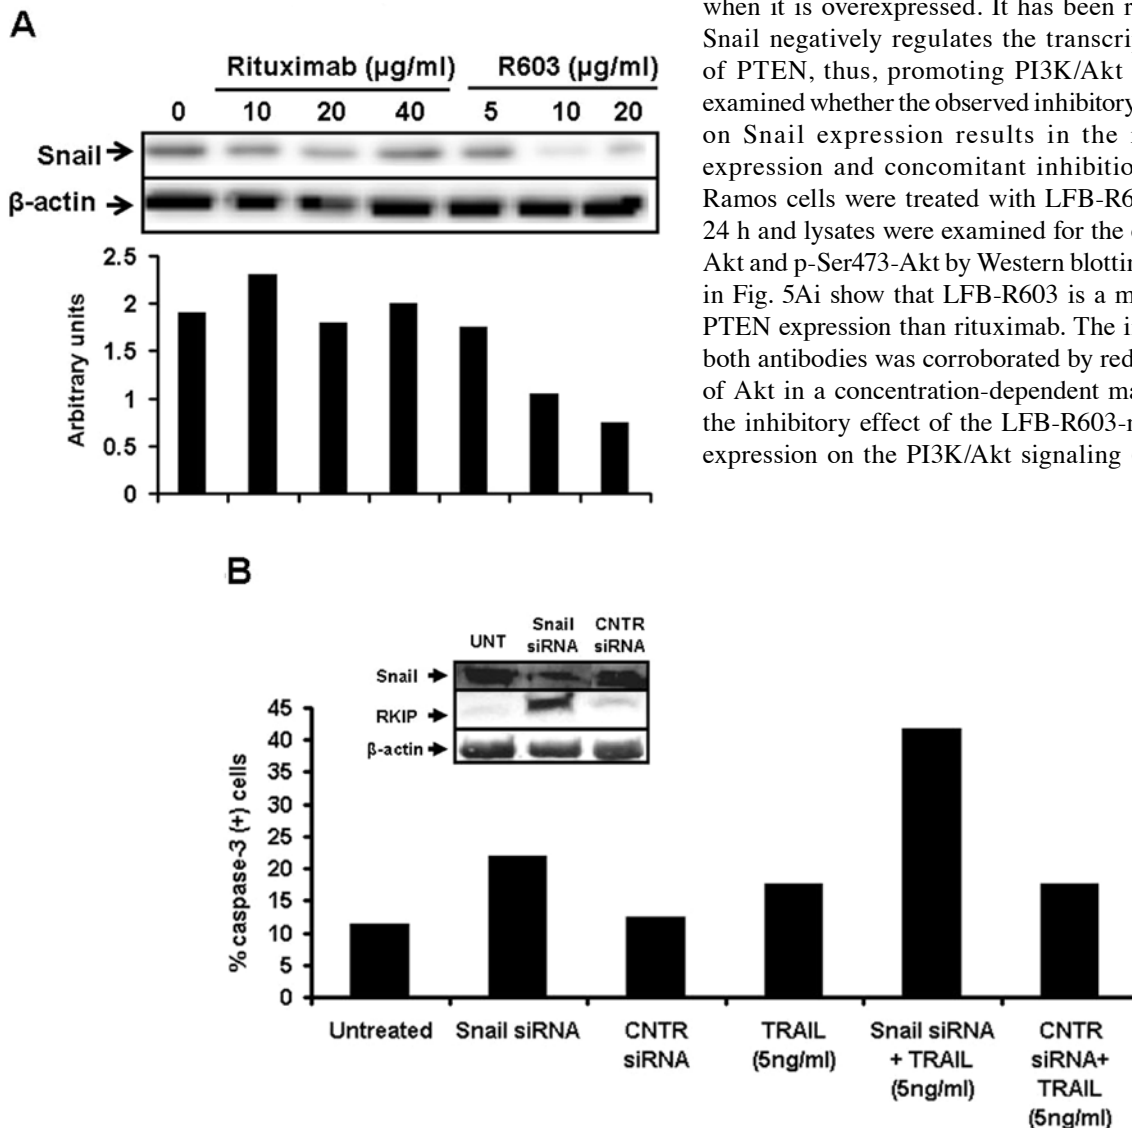 A
Rituximab (µg/ml) R603 (µg/ml)
0 10 20 40 5 10 20
Snail
β-actin
2.5
2
1.5
1
0.5
0
Arbitrary units
when it is overexpressed. It has been
Snail negatively regulates the transcri
of PTEN, thus, promoting PI3K/Akt
examined whether the observed inhibitory
on Snail expression results in the
expression and concomitant inhibitio
Ramos cells were treated with LFB-R6
24 h and lysates were examined for the
Akt and p-Ser473-Akt by Western blottin
in Fig. 5Ai show that LFB-R603 is a m
PTEN expression than rituximab. The i
both antibodies was corroborated by red
of Akt in a concentration-dependent ma
the inhibitory effect of the LFB-R603-
expression on the PI3K/Akt signaling
B
UNT Snail siRNA CNTR siRNA
Snail
RKIP
β-actin
45
40
35
30
25
20
15
10
5
0
% caspase-3 (+) cells
Untreated
Snail siRNA
CNTR
siRNA
TRAIL
(5ng/ml)
Snail siRNA
+ TRAIL
(5ng/ml)
CNTR
siRNA+
TRAIL
(5ng/ml)